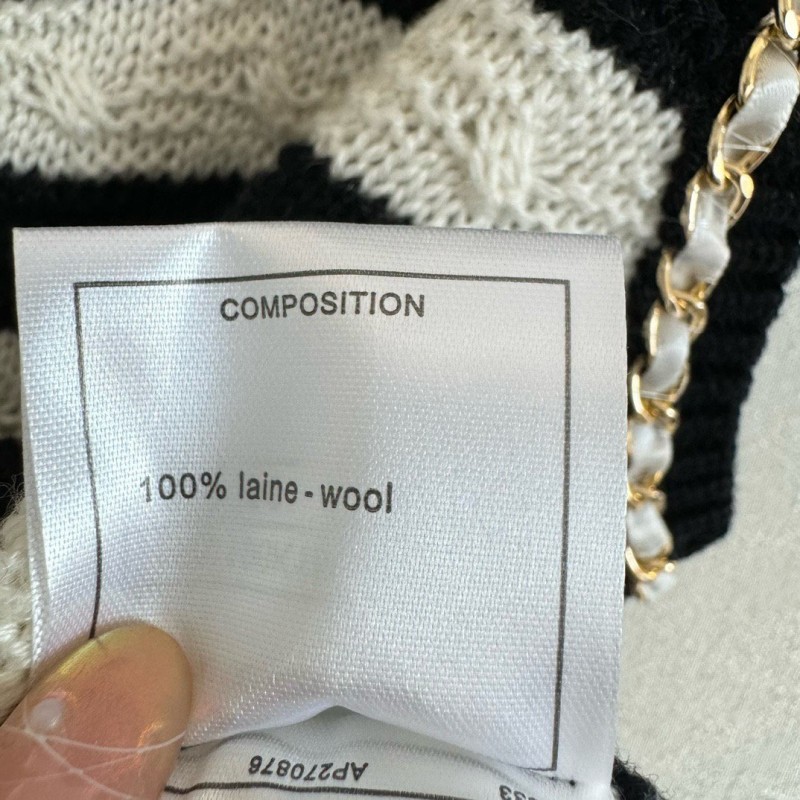 COMPOSITION
100% laine - wool
AP270876